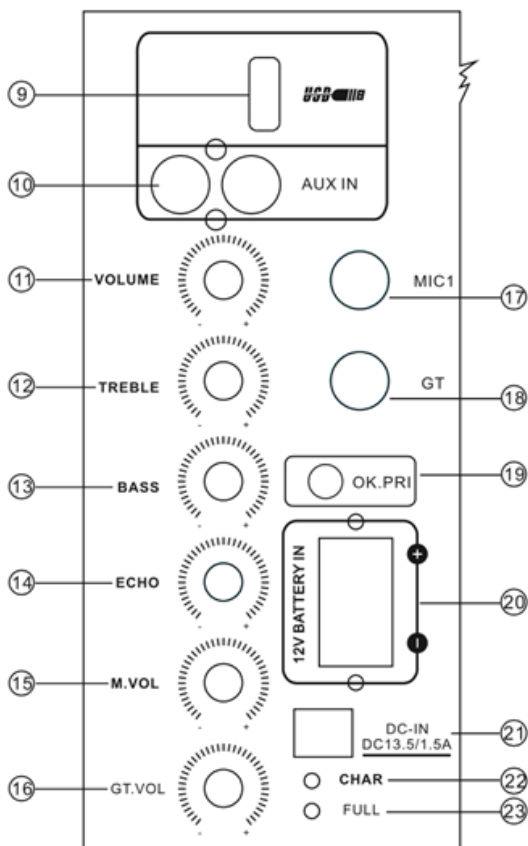 9
USB
10
AUX IN
11
VOLUME
- +
MIC1
17
12
TREBLE
- +
GT
18
13
BASS
- +
OK.PRI
19
14
ECHO
- +
12V BATTERY IN
+
-
20
15
M.VOL
- +
DC-IN
DC13.5/1.5A
21
16
GT.VOL
- +
CHAR
22
FULL
23